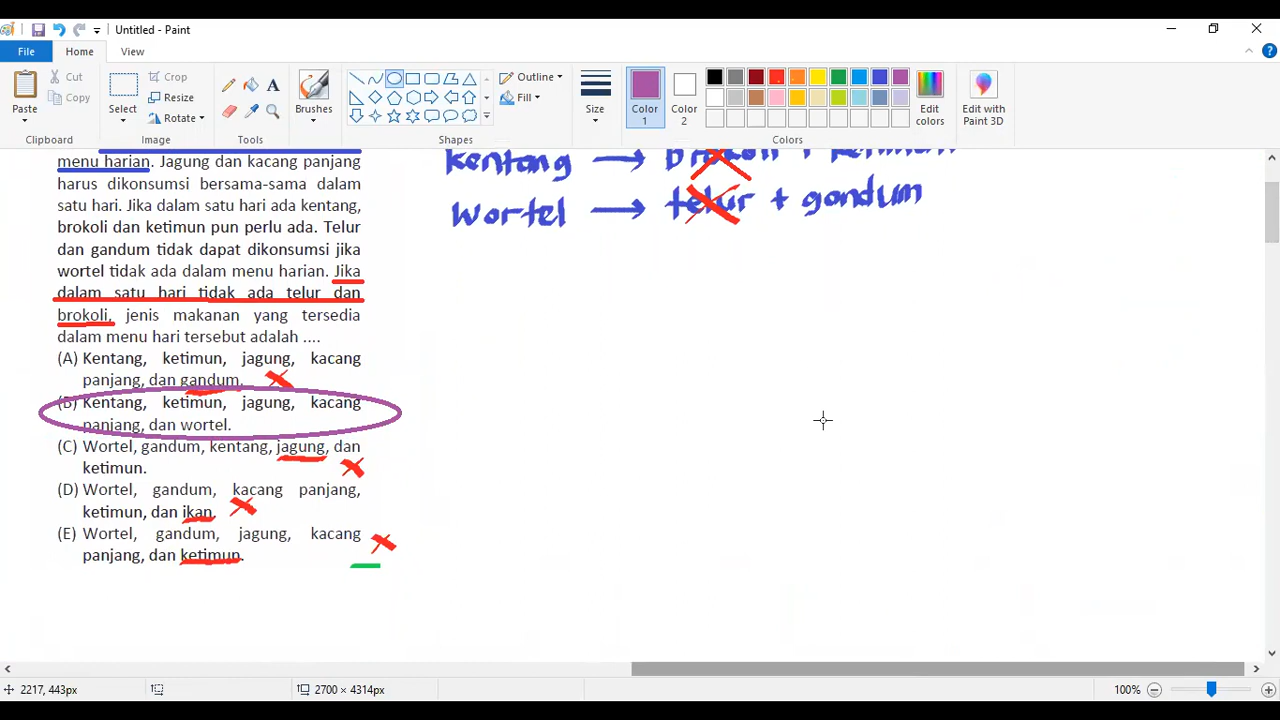 Untitled - Paint
File Home View
Paste
Cut
Copy
Clipboard
Select
Crop
Resize
Rotate
Image
Tools
Brushes
Shapes
Outline
Fill
Size
Color 1
Color 2
Colors
Edit colors
Edit with Paint 3D
menu harian. Jagung dan kacang panjang
harus dikonsumsi bersama-sama dalam
satu hari. Jika dalam satu hari ada kentang,
brokoli dan ketimun pun perlu ada. Telur
dan gandum tidak dapat dikonsumsi jika
wortel tidak ada dalam menu harian. Jika
dalam satu hari tidak ada telur dan
brokoli, jenis makanan yang tersedia
dalam menu hari tersebut adalah ....
(A) Kentang, ketimun, jagung, kacang
panjang, dan gandum.
(B) Kentang, ketimun, jagung, kacang
panjang, dan wortel.
(C) Wortel, gandum, kentang, jagung, dan
ketimun.
(D) Wortel, gandum, kacang panjang,
ketimun, dan ikan.
(E) Wortel, gandum, jagung, kacang
panjang, dan ketimun.
kentang → brokoli + ketimun
wortel → telur + gandum
2217, 443px
2700 × 4314px
100%